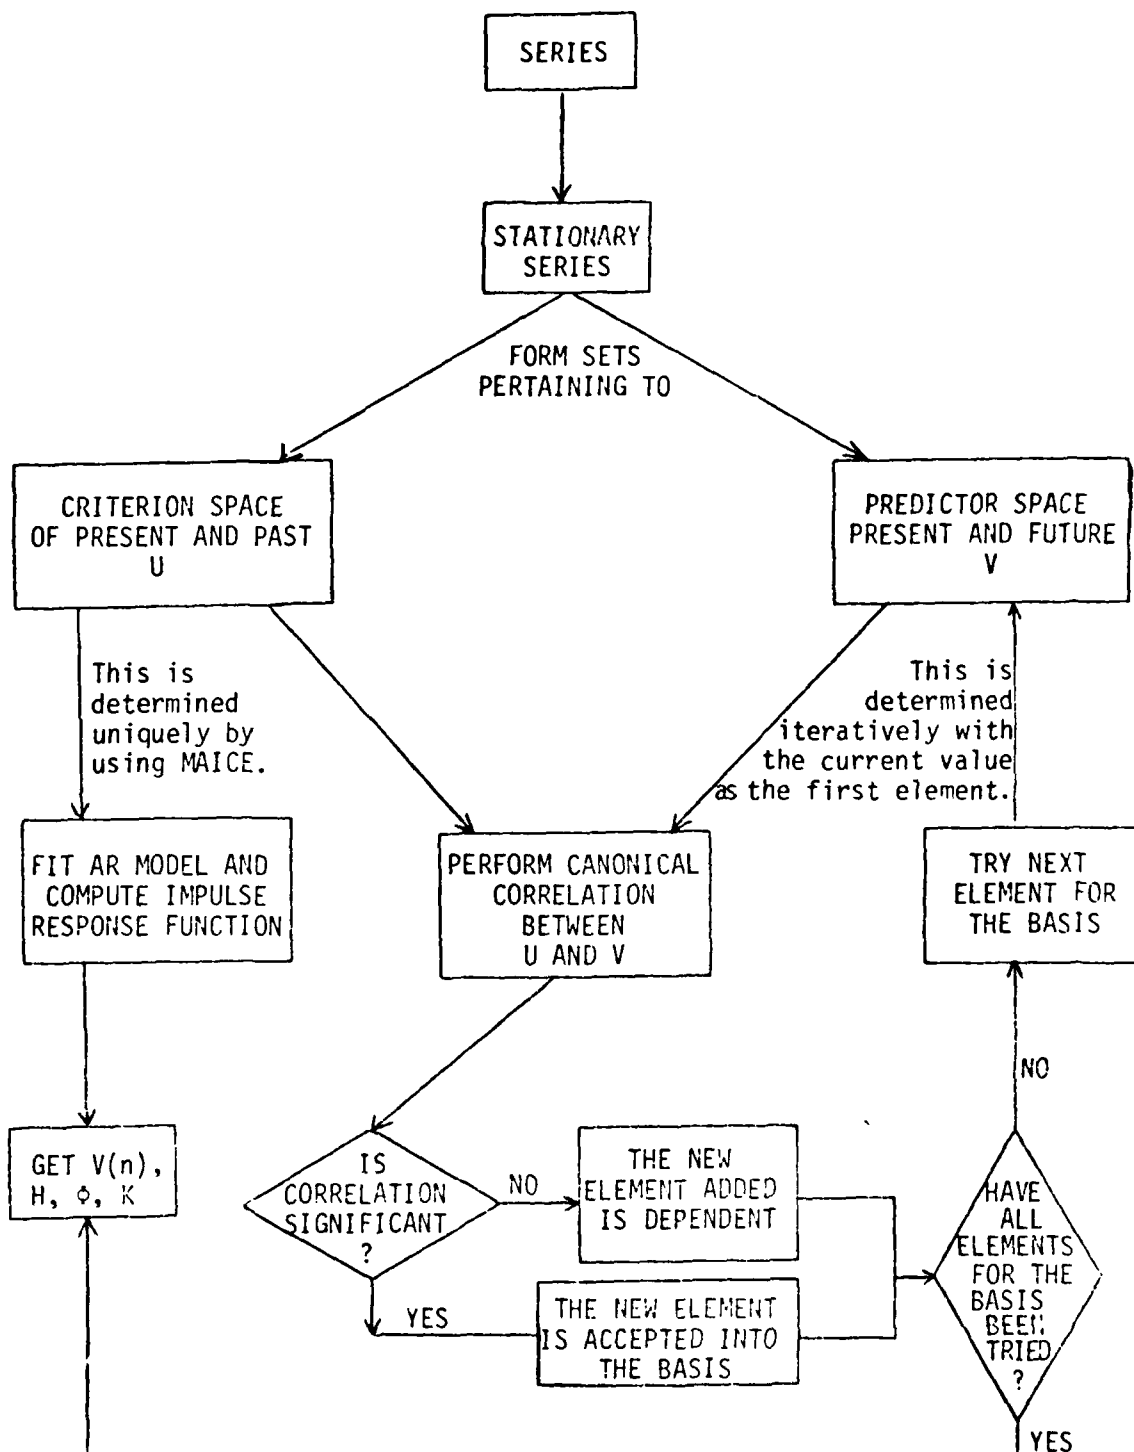 SERIES
STATIONARY
SERIES
FORM SETS
PERTAINING TO
CRITERION SPACE
OF PRESENT AND PAST
U
PREDICTOR SPACE
PRESENT AND FUTURE
V
This is
determined
uniquely by
using MAICE.
This is
determined
iteratively with
the current value
as the first element.
FIT AR MODEL AND
COMPUTE IMPULSE
RESPONSE FUNCTION
PERFORM CANONICAL
CORRELATION
BETWEEN
U AND V
TRY NEXT
ELEMENT FOR
THE BASIS
NO
GET V(n),
H, Φ, K
IS
CORRELATION
SIGNIFICANT
?
NO
THE NEW
ELEMENT ADDED
IS DEPENDENT
YES
THE NEW ELEMENT
IS ACCEPTED INTO
THE BASIS
HAVE
ALL
ELEMENTS
FOR THE
BASIS
BEEN
TRIED
?
YES